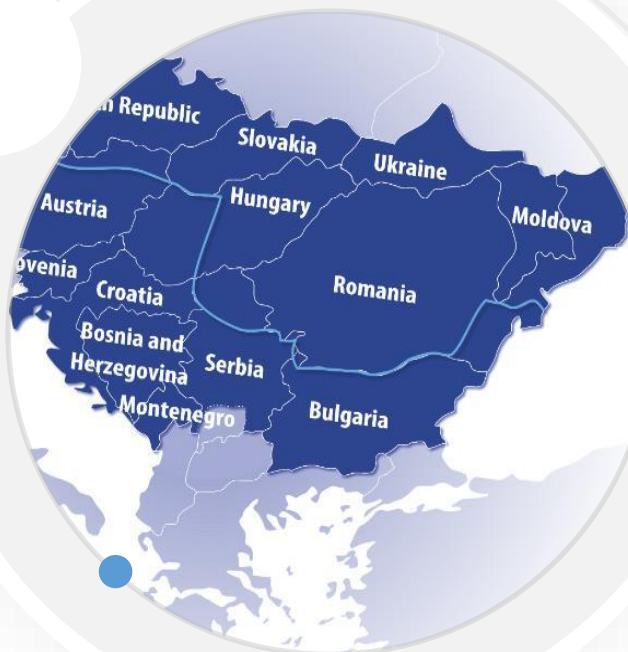 n Republic
Slovakia
Ukraine
Austria
Hungary
Moldova
ovenia
Croatia
Romania
Bosnia and
Herzegovina
Serbia
Montenegro
Bulgaria